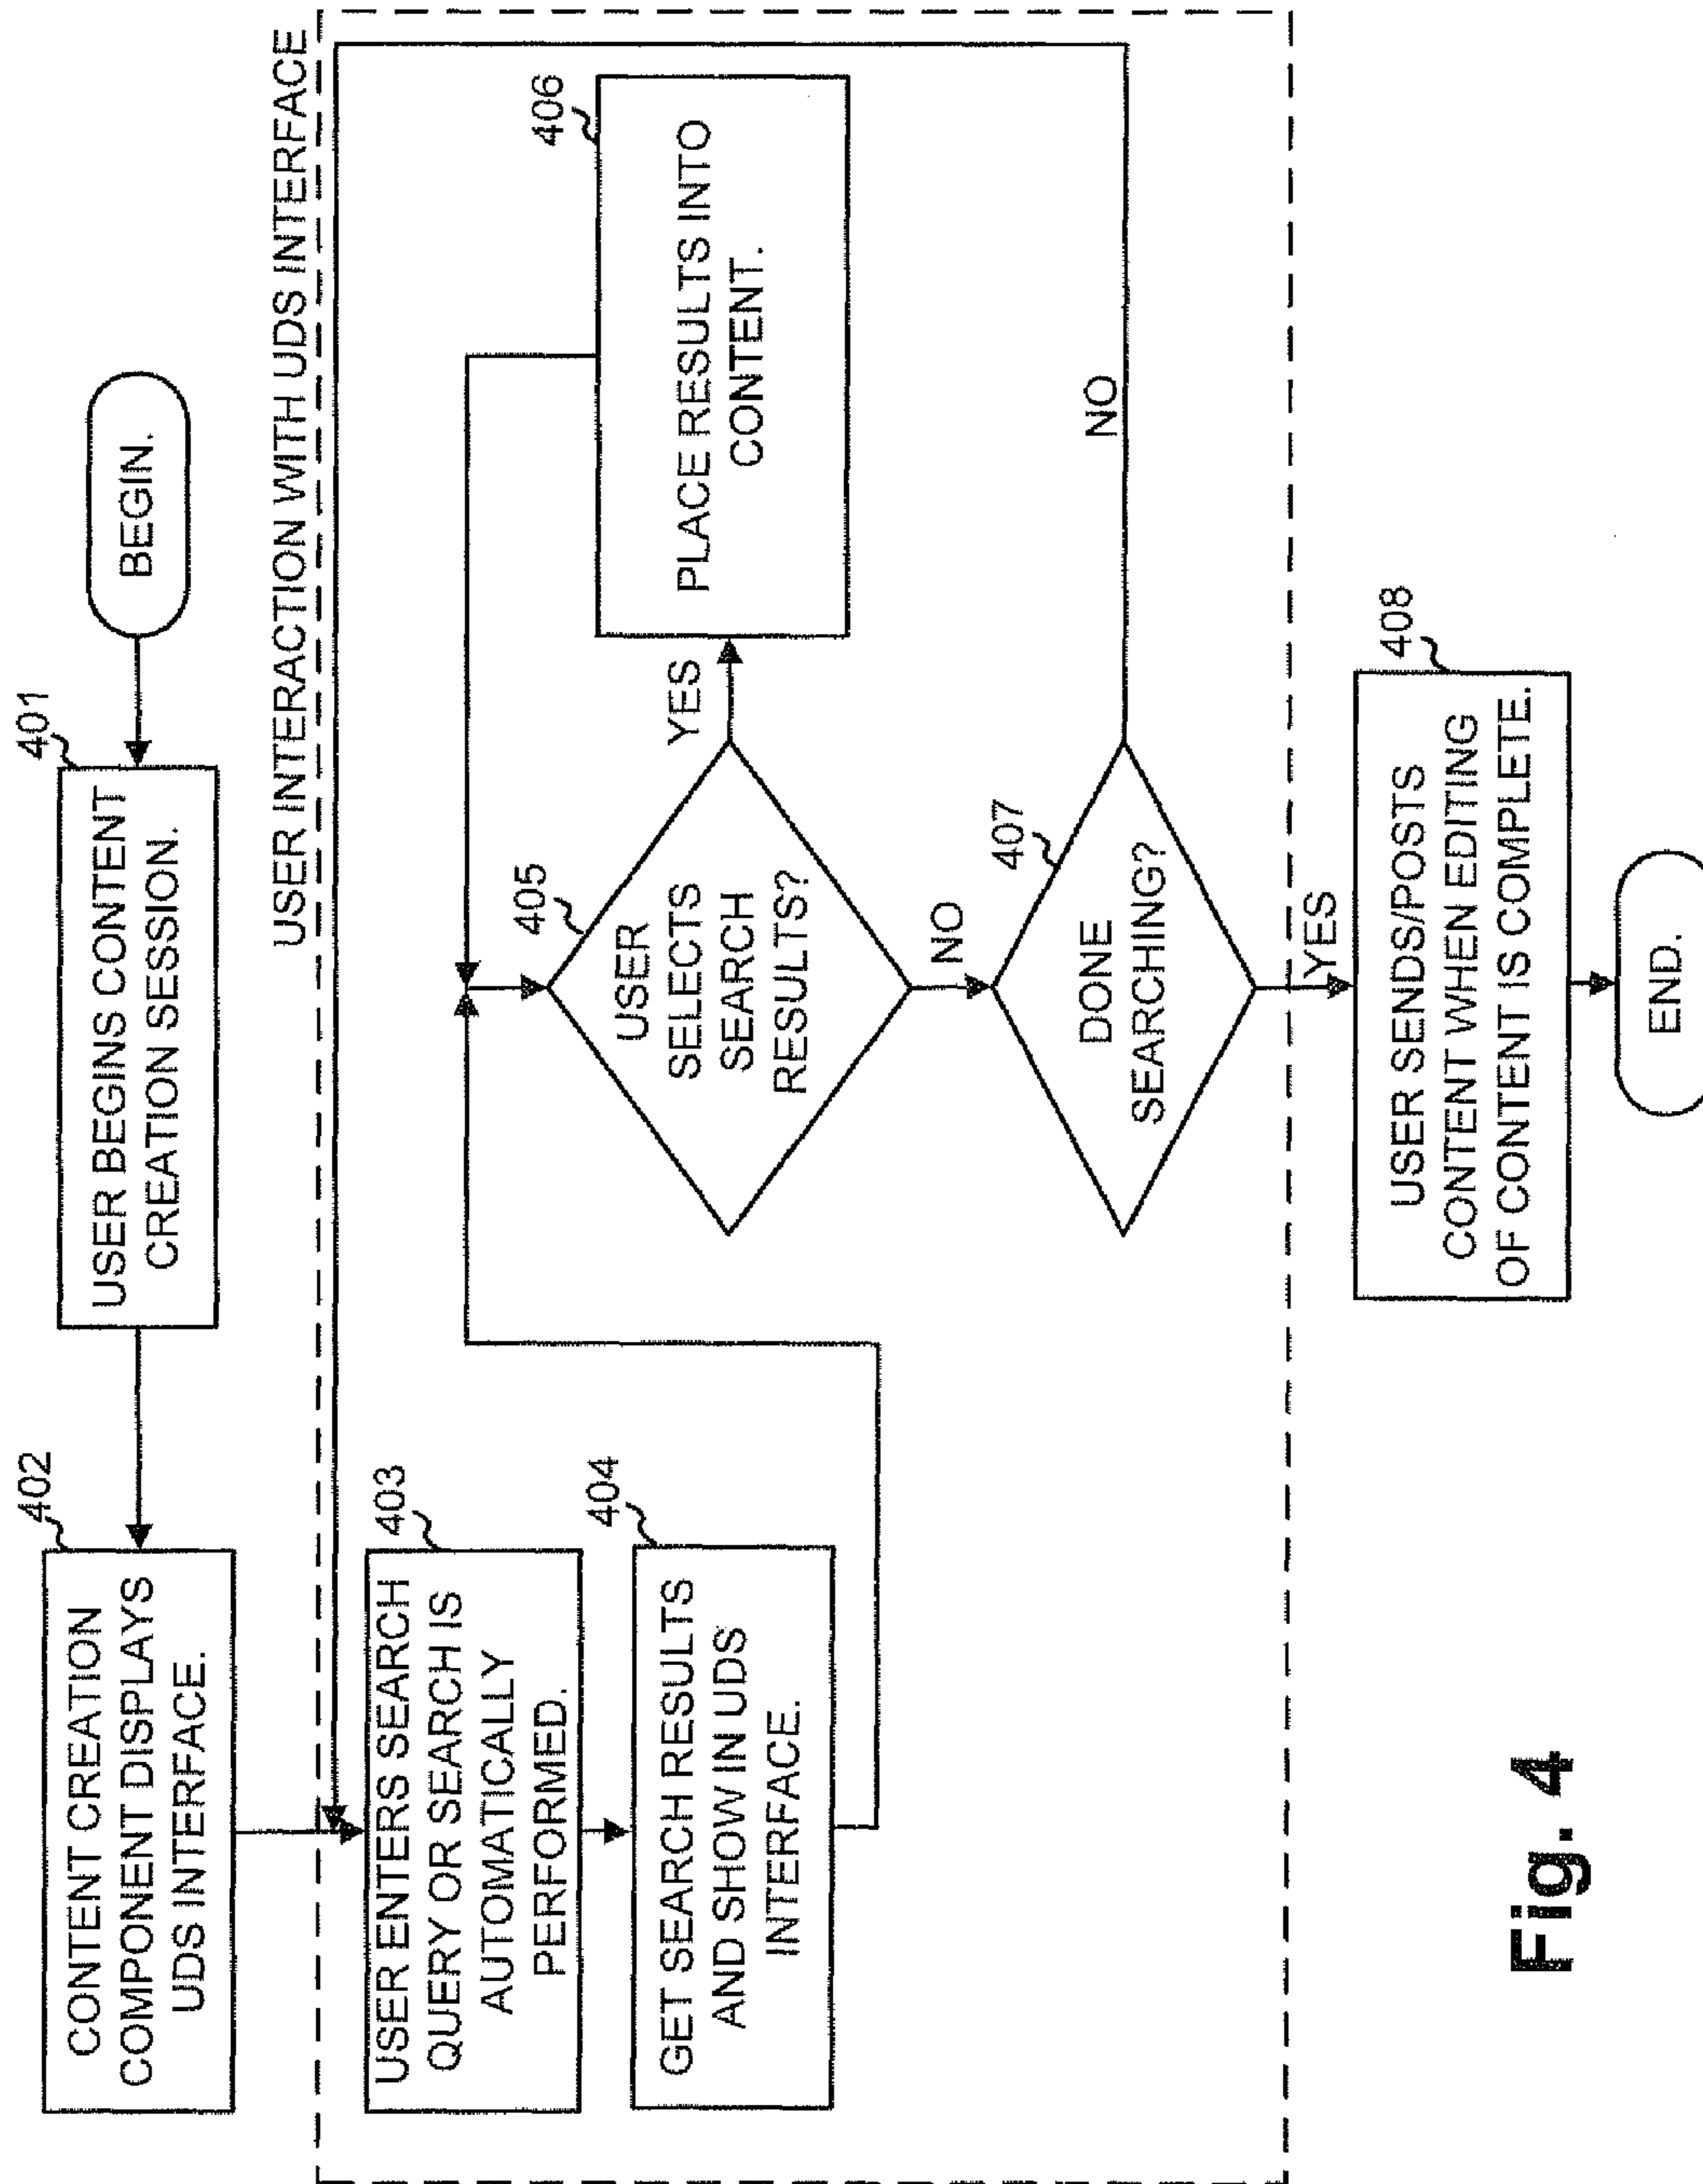 BEGIN.
401
USER BEGINS CONTENT
CREATION SESSION.
402
CONTENT CREATION
COMPONENT DISPLAYS
UDS INTERFACE.
USER INTERACTION WITH UDS INTERFACE
403
USER ENTERS SEARCH
QUERY OR SEARCH IS
AUTOMATICALLY
PERFORMED.
404
GET SEARCH RESULTS
AND SHOW IN UDS
INTERFACE.
405
USER
SELECTS
SEARCH
RESULTS?
YES
406
PLACE RESULTS INTO
CONTENT.
NO
407
DONE
SEARCHING?
NO
YES
408
USER SENDS/POSTS
CONTENT WHEN EDITING
OF CONTENT IS COMPLETE.
END.
Fig. 4